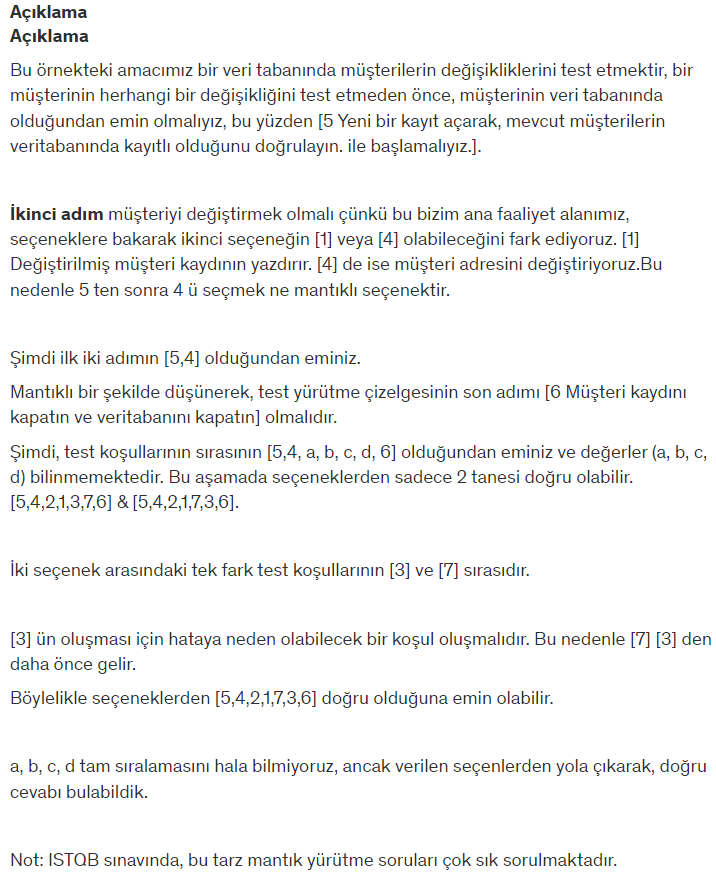 Açıklama
Açıklama
Bu örnekteki amacımız bir veri tabanında müşterilerin değişikliklerini test etmektir, bir
müşterinin herhangi bir değişikliğini test etmeden önce, müşterinin veri tabanında
olduğundan emin olmalıyız, bu yüzden [5 Yeni bir kayıt açarak, mevcut müşterilerin
veritabanında kayıtlı olduğunu doğrulayın. ile başlamalıyız.].
İkinci adım müşteriyi değiştirmek olmalı çünkü bu bizim ana faaliyet alanımız,
seçeneklere bakarak ikinci seçeneğin [1] veya [4] olabileceğini fark ediyoruz. [1]
Değiştirilmiş müşteri kaydının yazdırır. [4] de ise müşteri adresini değiştiriyoruz.Bu
nedenle 5 ten sonra 4 ü seçmek ne mantıklı seçenektir.
Şimdi ilk iki adımın [5,4] olduğundan eminiz.
Mantıklı bir şekilde düşünerek, test yürütme çizelgesinin son adımı [6 Müşteri kaydını
kapatın ve veritabanını kapatın] olmalıdır.
Şimdi, test koşullarının sırasının [5,4, a, b, c, d, 6] olduğundan eminiz ve değerler (a, b, c,
d) bilinmemektedir. Bu aşamada seçeneklerden sadece 2 tanesi doğru olabilir.
[5,4,2,1,3,7,6] & [5,4,2,1,7,3,6].
İki seçenek arasındaki tek fark test koşullarının [3] ve [7] sırasıdır.
[3] ün oluşması için hataya neden olabilecek bir koşul oluşmalıdır. Bu nedenle [7] [3] den
daha önce gelir.
Böylelikle seçeneklerden [5,4,2,1,7,3,6] doğru olduğuna emin olabilir.
a, b, c, d tam sıralamasını hala bilmiyoruz, ancak verilen seçenlerden yola çıkarak, doğru
cevabı bulabildik.
Not: ISTQB sınavında, bu tarz mantık yürütme soruları çok sık sorulmaktadır.